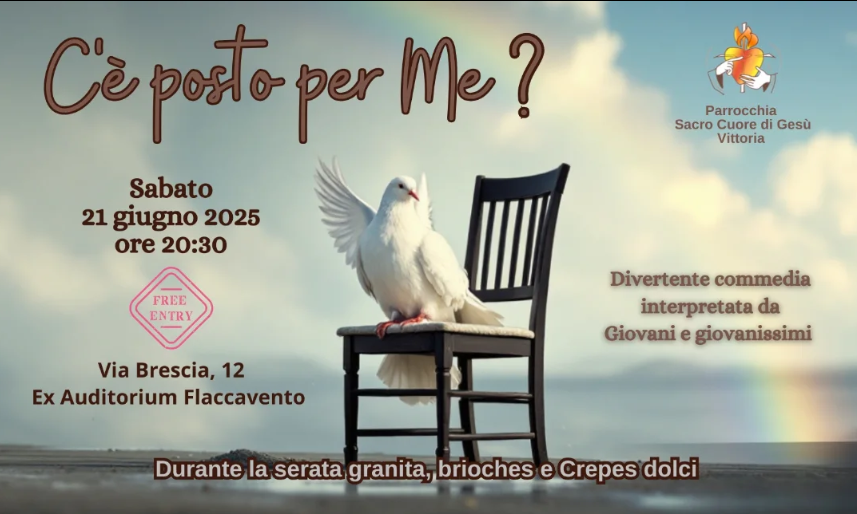 C'è posto per Me ?
Parrocchia
Sacro Cuore di Gesù
Vittoria
Sabato
21 giugno 2025
ore 20:30
FREE
ENTRY
Via Brescia, 12
Ex Auditorium Flaccavento
Divertente commedia
interpretata da
Giovani e giovanissimi
Durante la serata granita, brioches e Crepes dolci